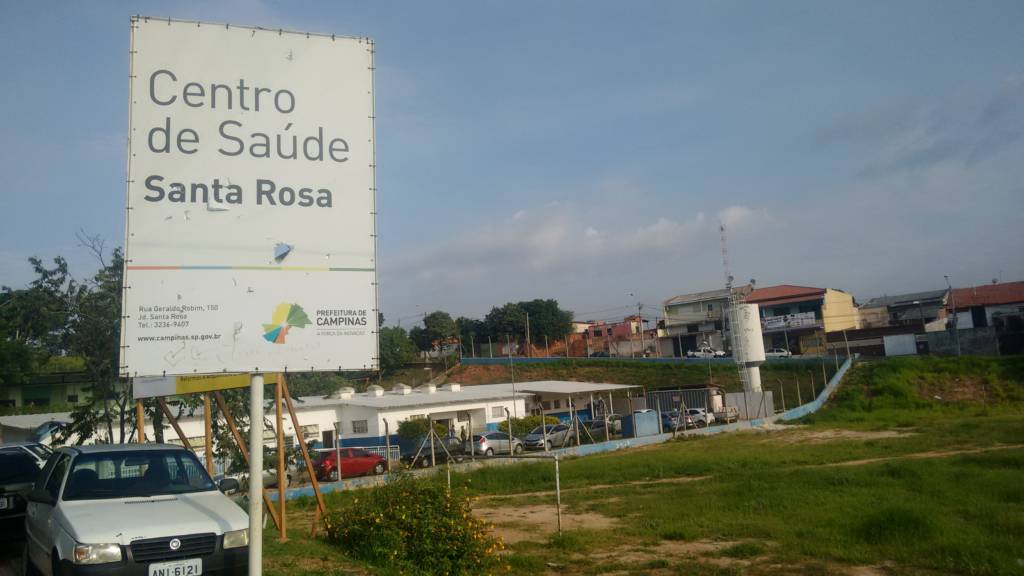 Centro
de Saúde
Santa Rosa
Rua Geraldo Robim, 150
Jd. Santa Rosa
Tel.: 3236-9407
www.campinas.sp.gov.br
PREFEITURA DE
CAMPINAS
A FORÇA DA INOVAÇÃO
ANI 6121